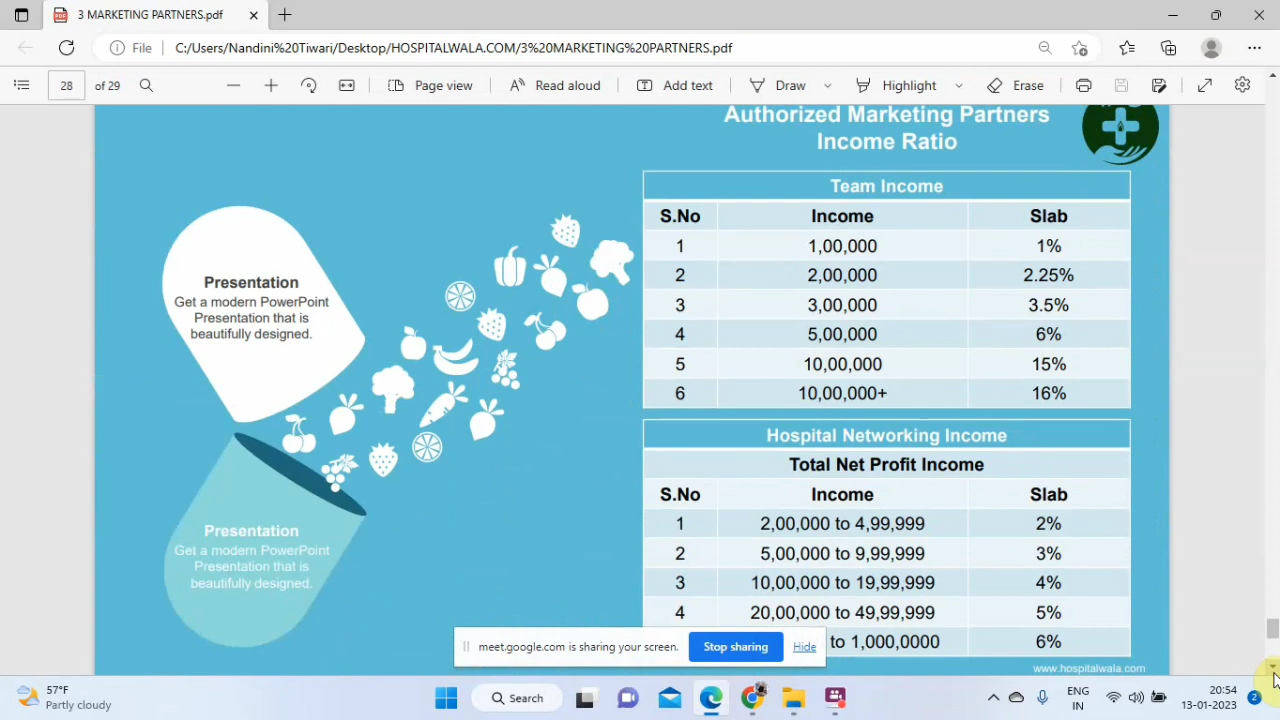 3 MARKETING PARTNERS.pdf
File
C:/Users/Nandini%20Tiwari/Desktop/HOSPITALWALA.COM/3%20MARKETING%20PARTNERS.pdf
28 of 29
Page view
Read aloud
Add text
Draw
Highlight
Erase
Authorized Marketing Partners
Income Ratio
Team Income
S.No Income Slab
1 1,00,000 1%
2 2,00,000 2.25%
3 3,00,000 3.5%
4 5,00,000 6%
5 10,00,000 15%
6 10,00,000+ 16%
Hospital Networking Income
Total Net Profit Income
S.No Income Slab
1 2,00,000 to 4,99,999 2%
2 5,00,000 to 9,99,999 3%
3 10,00,000 to 19,99,999 4%
4 20,00,000 to 49,99,999 5%
to 1,000,0000 6%
www.hospitalwala.com
Presentation
Get a modern PowerPoint
Presentation that is
beautifully designed.
Presentation
Get a modern PowerPoint
Presentation that is
beautifully designed.
meet.google.com is sharing your screen.
Stop sharing
Hide
57°F
Partly cloudy
Search
ENG
IN
20:54
13-01-2023
2